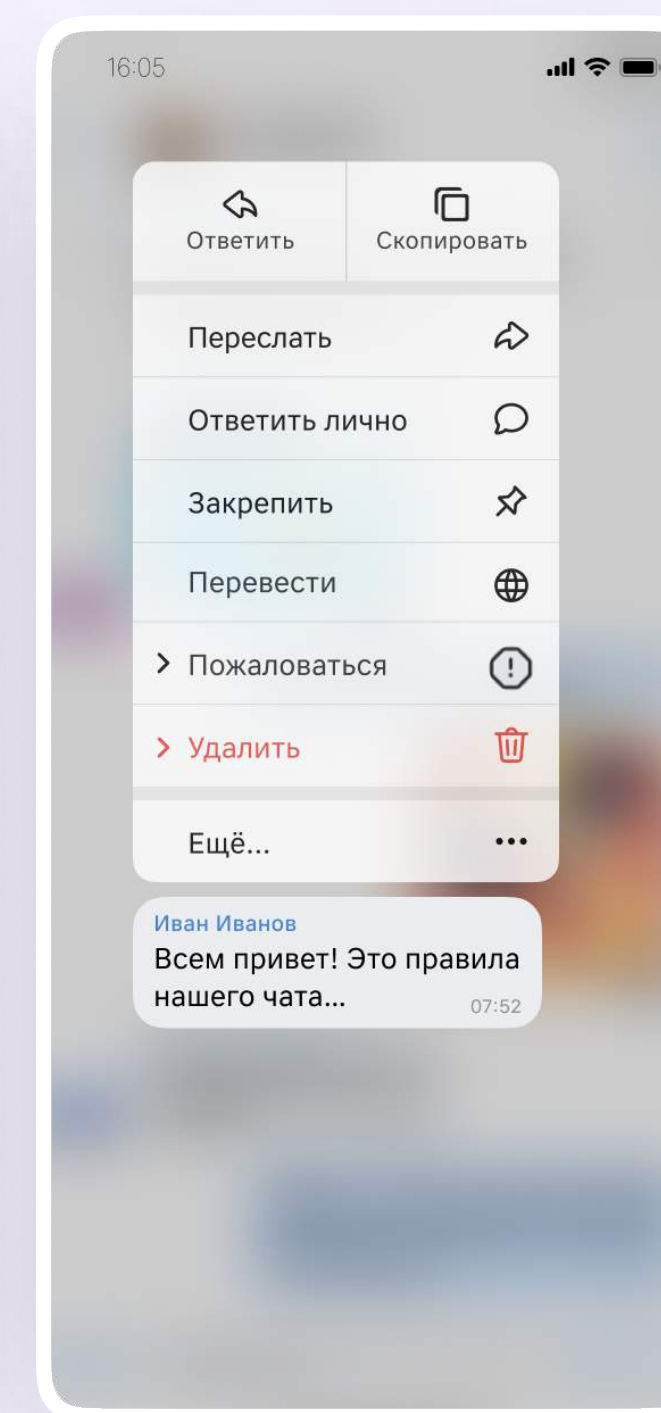 16:05
Ответить
Скопировать
Переслать
Ответить лично
Закрепить
Перевести
Пожаловаться
Удалить
Ещё...
Иван Иванов
Всем привет! Это правила
нашего чата...
07:52